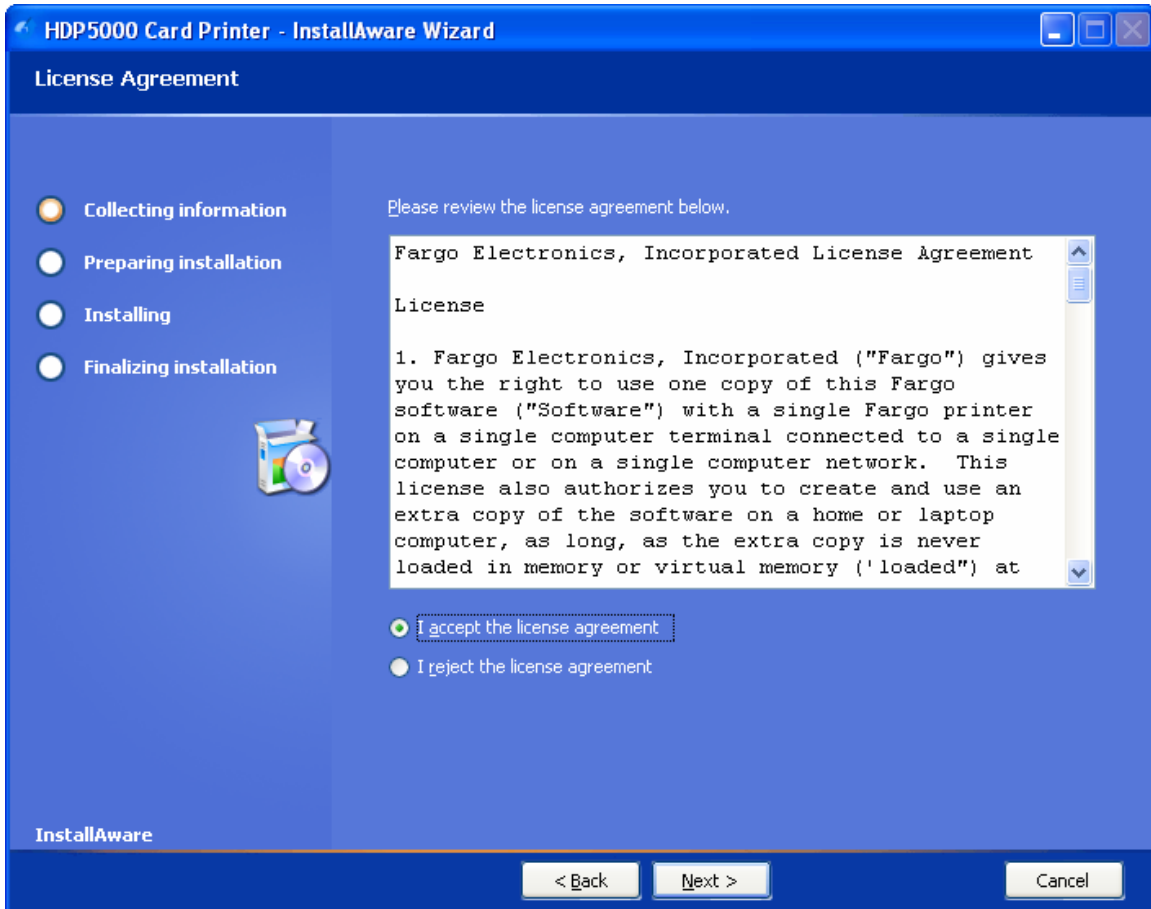 HDP5000 Card Printer - InstallAware Wizard
License Agreement
Collecting information
Preparing installation
Installing
Finalizing installation
Please review the license agreement below.
Fargo Electronics, Incorporated License Agreement
License
1. Fargo Electronics, Incorporated ("Fargo") gives
you the right to use one copy of this Fargo
software ("Software") with a single Fargo printer
on a single computer terminal connected to a single
computer or on a single computer network.  This
license also authorizes you to create and use an
extra copy of the software on a home or laptop
computer, as long, as the extra copy is never
loaded in memory or virtual memory ('loaded") at
I accept the license agreement
I reject the license agreement
InstallAware
< Back
Next >
Cancel